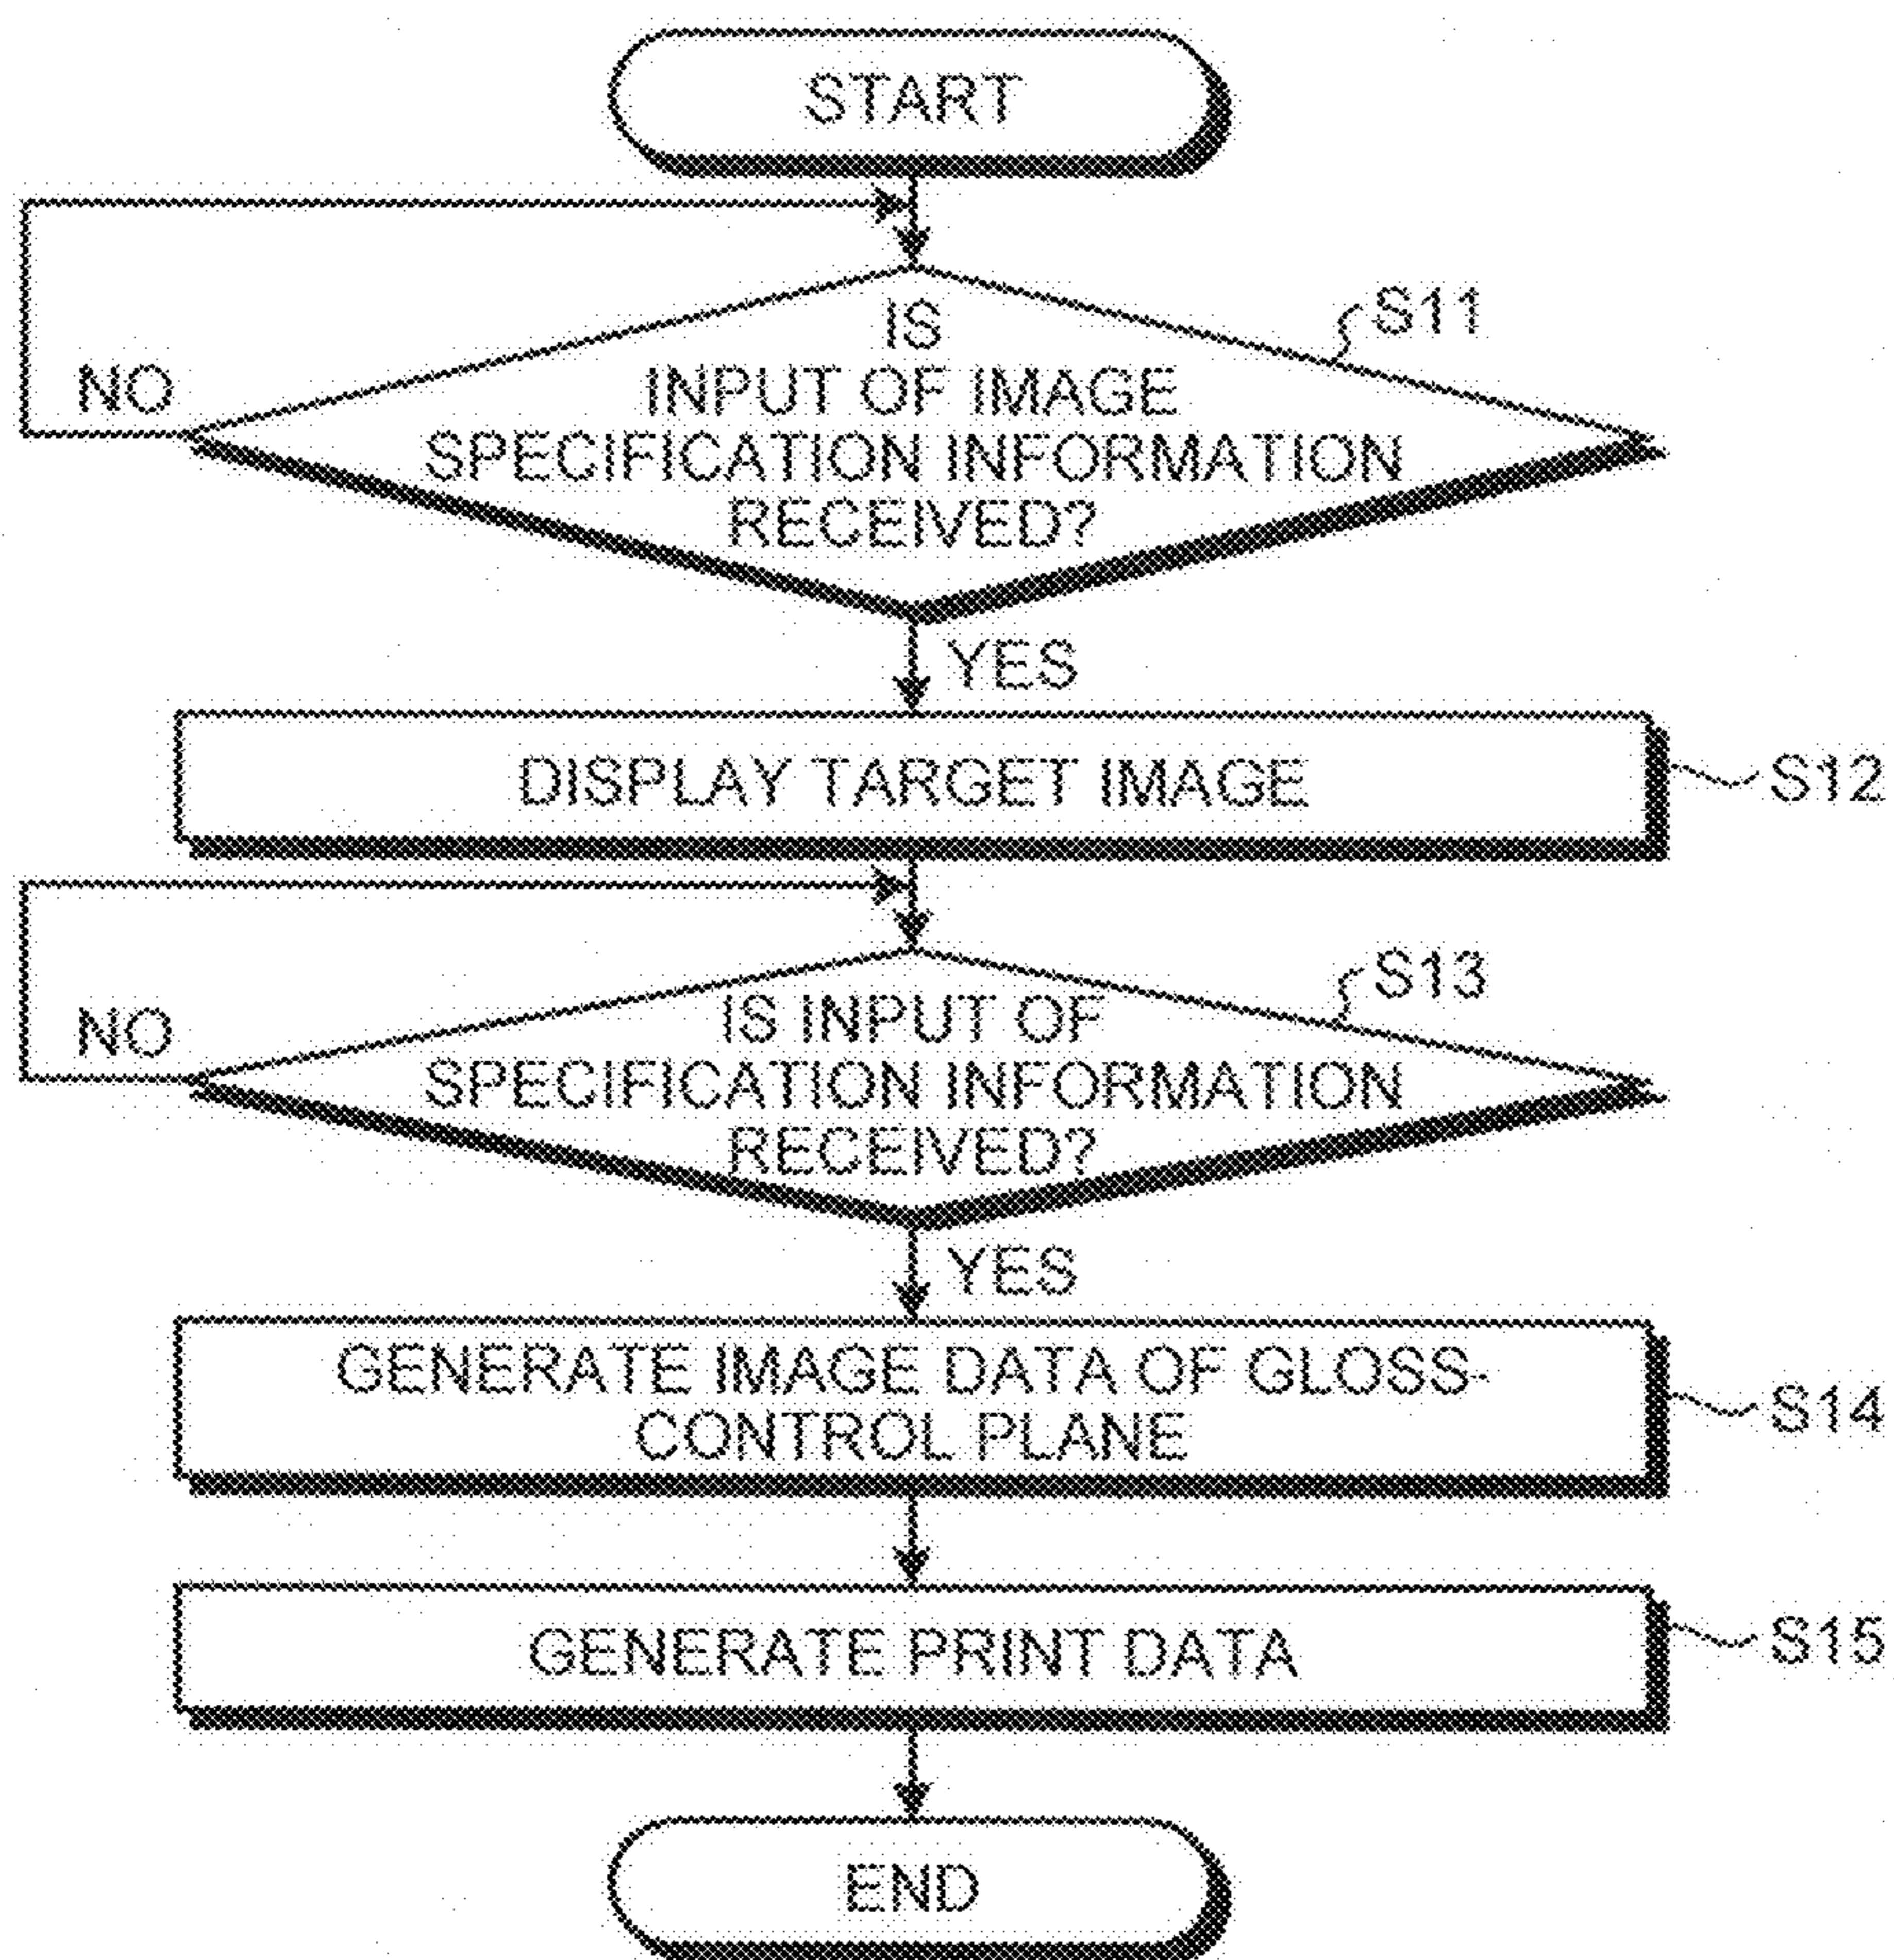 START
IS
S11
INPUT OF IMAGE
NO
SPECIFICATION INFORMATION
RECEIVED?
YES
DISPLAY TARGET IMAGE
S12
S13
IS INPUT OF
NO
SPECIFICATION INFORMATION
RECEIVED?
YES
GENERATE IMAGE DATA OF GLOSS-
CONTROL PLANE
S14
GENERATE PRINT DATA
S15
END